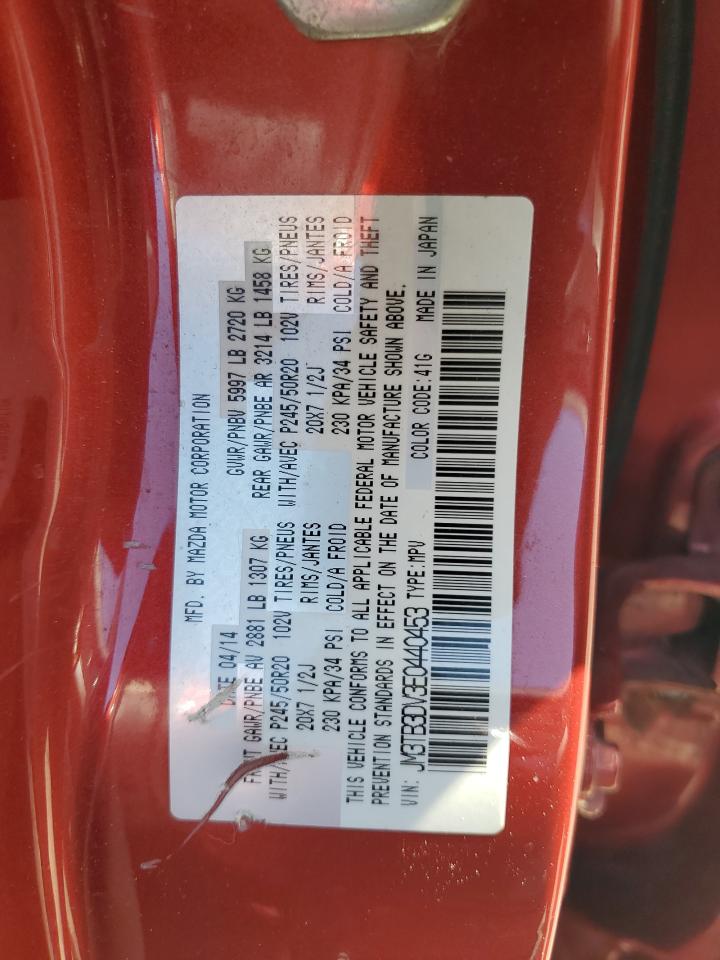 MFD. BY MAZDA MOTOR CORPORATION
DATE 04/14 GVWR/PNBV 5997 LB 2720 KG
FRONT GAWR/PNBE AV 2881 LB 1307 KG REAR GAWR/PNBE AR 3214 LB 1458 KG
WITH/AVEC P245/50R20 102V TIRES/PNEUS WITH/AVEC P245/50R20 102V TIRES/PNEUS
20X7 1/2J RIMS/JANTES 20X7 1/2J RIMS/JANTES
230 KPA/34 PSI COLD/A FROID 230 KPA/34 PSI COLD/A FROID
THIS VEHICLE CONFORMS TO ALL APPLICABLE FEDERAL MOTOR VEHICLE SAFETY AND THEFT
PREVENTION STANDARDS IN EFFECT ON THE DATE OF MANUFACTURE SHOWN ABOVE.
VIN: JM3TB3DV3E0440453 TYPE:MPV COLOR CODE:41G MADE IN JAPAN